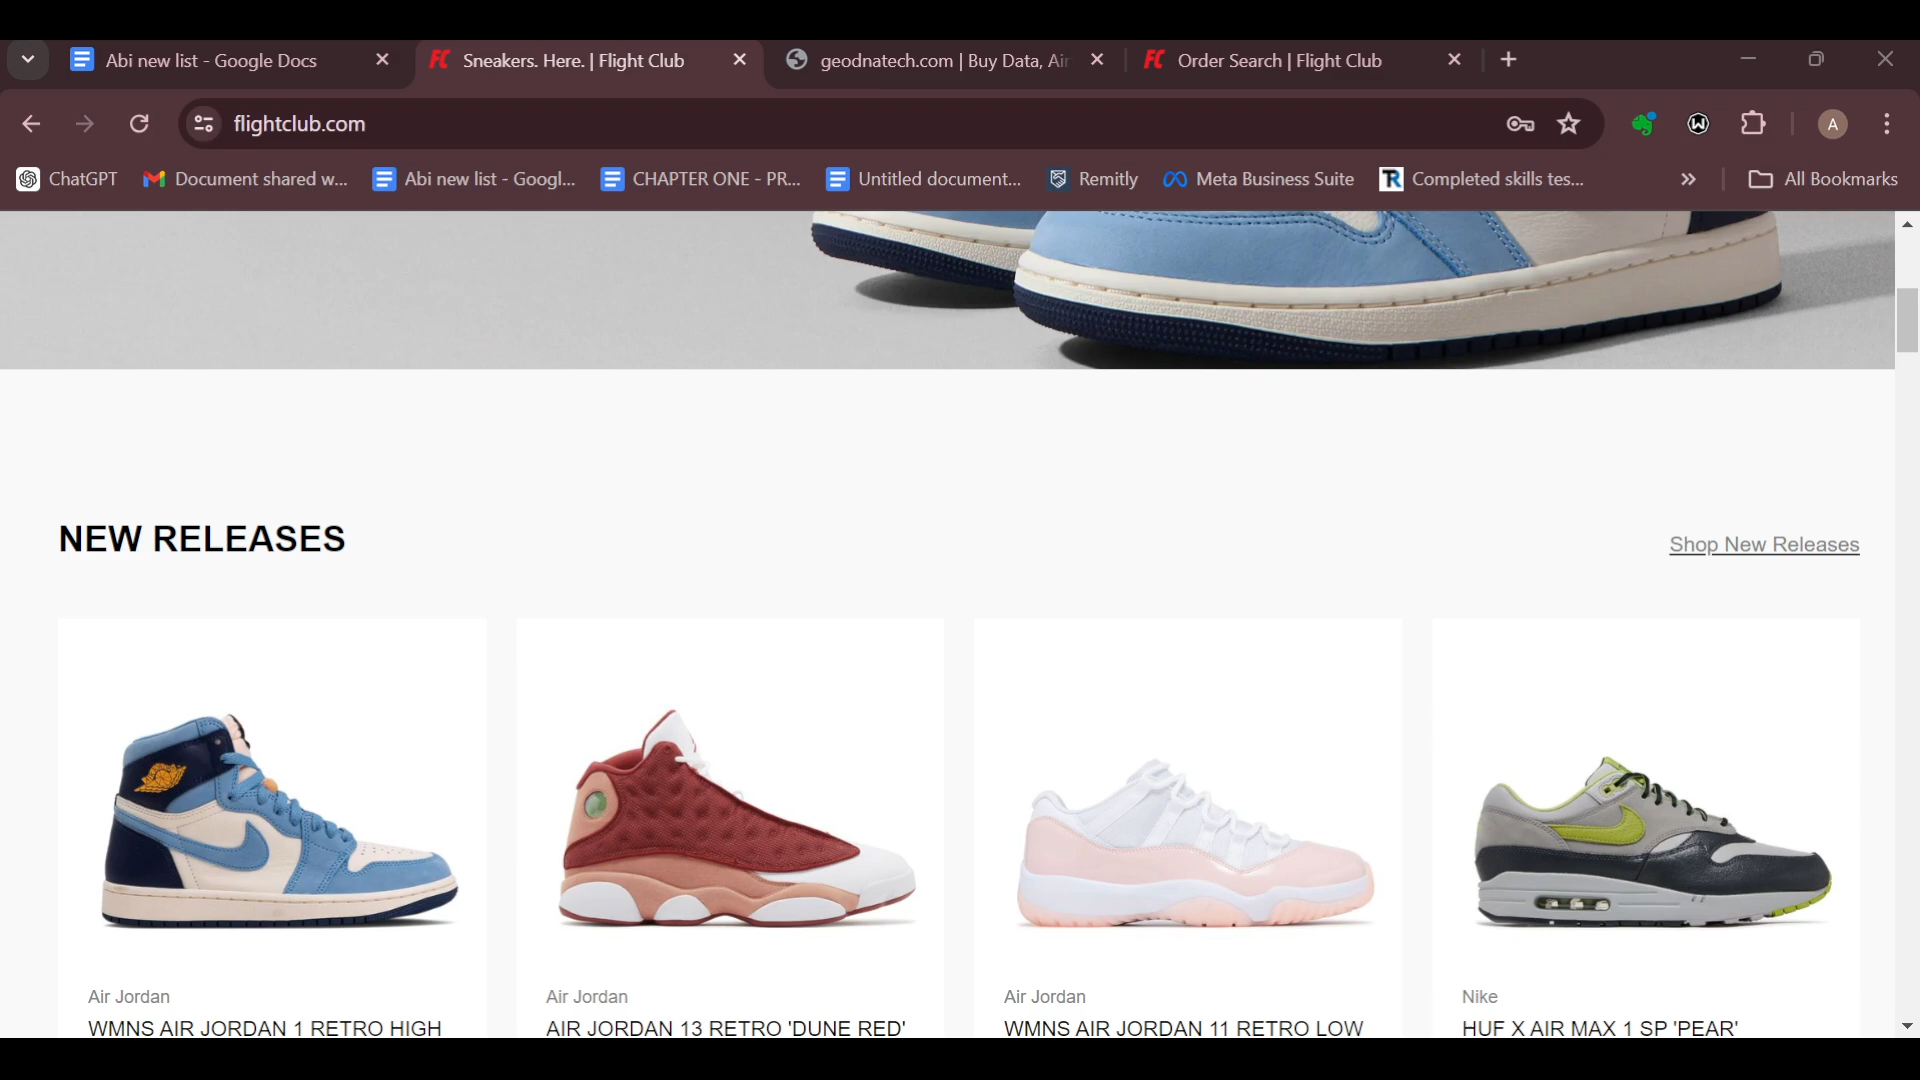 Abi new list - Google Docs
FC Sneakers. Here. | Flight Club
geodnatech.com | Buy Data, Air
FC Order Search | Flight Club
flightclub.com
A
ChatGPT
Document shared w...
Abi new list - Googl...
CHAPTER ONE - PR...
Untitled document...
Remitly
Meta Business Suite
TR Completed skills tes...
All Bookmarks
NEW RELEASES
Shop New Releases
Air Jordan
WMNS AIR JORDAN 1 RETRO HIGH
Air Jordan
AIR JORDAN 13 RETRO 'DUNE RED'
Air Jordan
WMNS AIR JORDAN 11 RETRO LOW
Nike
HUF X AIR MAX 1 SP 'PEAR'